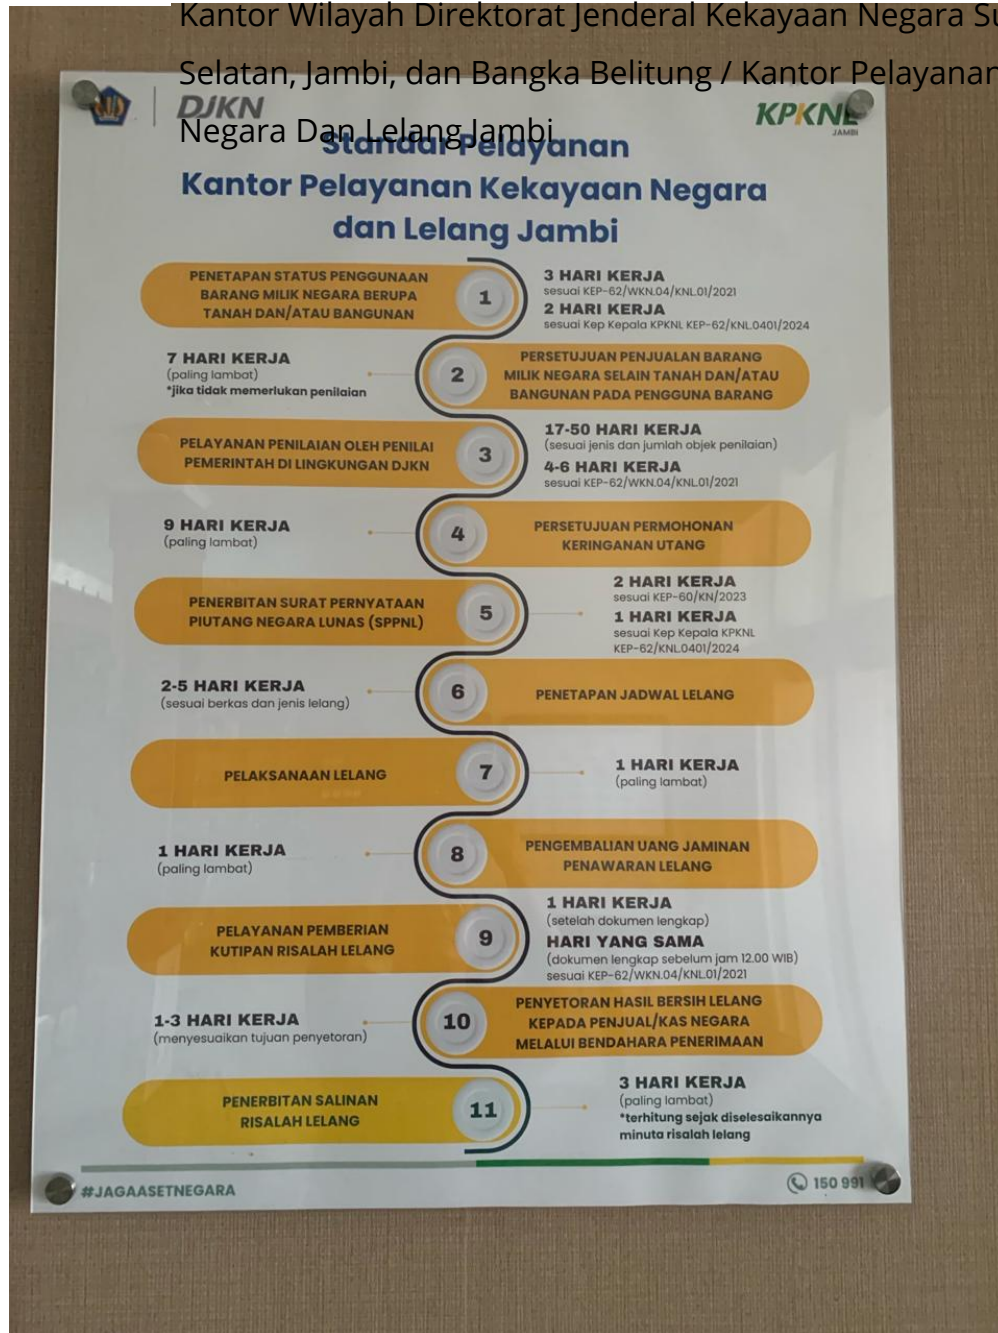 Kantor Wilayah Direktorat Jenderal Kekayaan Negara
Selatan, Jambi, dan Bangka Belitung / Kantor Pelayanan
Negara Dan Lelang Jambi
DJKN
KPKNL
JAMBI
Standar Pelayanan
Kantor Pelayanan Kekayaan Negara
dan Lelang Jambi
PENETAPAN STATUS PENGGUNAAN
BARANG MILIK NEGARA BERUPA
TANAH DAN/ATAU BANGUNAN
1
3 HARI KERJA
sesuai KEP-62/WKN.04/KNL.01/2021
2 HARI KERJA
sesuai Kep Kepala KPKNL KEP-62/KNL.0401/2024
7 HARI KERJA
(paling lambat)
*jika tidak memerlukan penilaian
2
PERSETUJUAN PENJUALAN BARANG
MILIK NEGARA SELAIN TANAH DAN/ATAU
BANGUNAN PADA PENGGUNA BARANG
PELAYANAN PENILAIAN OLEH PENILAI
PEMERINTAH DI LINGKUNGAN DJKN
3
17-50 HARI KERJA
(sesuai jenis dan jumlah objek penilaian)
4-6 HARI KERJA
sesuai KEP-62/WKN.04/KNL.01/2021
9 HARI KERJA
(paling lambat)
4
PERSETUJUAN PERMOHONAN
KERINGANAN UTANG
PENERBITAN SURAT PERNYATAAN
PIUTANG NEGARA LUNAS (SPPNL)
5
2 HARI KERJA
sesuai KEP-60/KN/2023
1 HARI KERJA
sesuai Kep Kepala KPKNL
KEP-62/KNL.0401/2024
2-5 HARI KERJA
(sesuai berkas dan jenis lelang)
6
PENETAPAN JADWAL LELANG
PELAKSANAAN LELANG
7
1 HARI KERJA
(paling lambat)
1 HARI KERJA
(paling lambat)
8
PENGEMBALIAN UANG JAMINAN
PENAWARAN LELANG
PELAYANAN PEMBERIAN
KUTIPAN RISALAH LELANG
9
1 HARI KERJA
(setelah dokumen lengkap)
HARI YANG SAMA
(dokumen lengkap sebelum jam 12.00 WIB)
sesuai KEP-62/WKN.04/KNL.01/2021
1-3 HARI KERJA
(menyesuaikan tujuan penyetoran)
10
PENYETORAN HASIL BERSIH LELANG
KEPADA PENJUAL/KAS NEGARA
MELALUI BENDAHARA PENERIMAAN
PENERBITAN SALINAN
RISALAH LELANG
11
3 HARI KERJA
(paling lambat)
*terhitung sejak diselesaikannya
minuta risalah lelang
#JAGAASETNEGARA
150 991